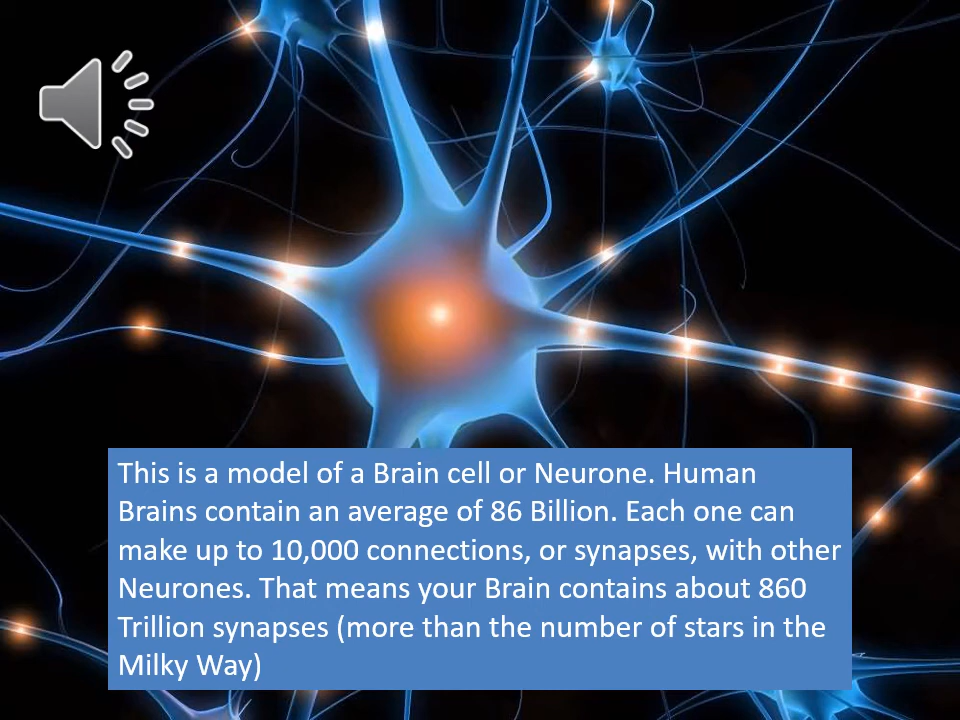 This is a model of a Brain cell or Neurone. Human
Brains contain an average of 86 Billion. Each one can
make up to 10,000 connections, or synapses, with other
Neurones. That means your Brain contains about 860
Trillion synapses (more than the number of stars in the
Milky Way)